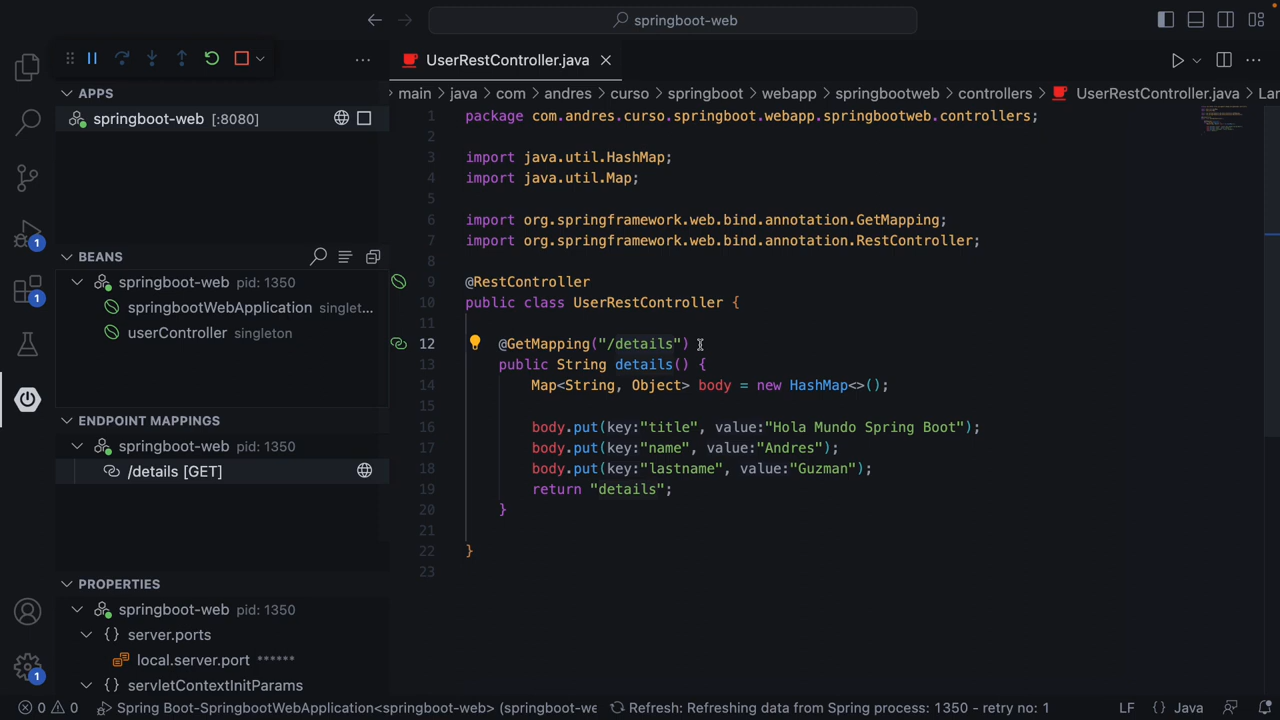 springboot-web
UserRestController.java
APPS
springboot-web [:8080]
BEANS
springboot-web pid: 1350
springbootWebApplication singlet...
userController singleton
ENDPOINT MAPPINGS
springboot-web pid: 1350
/details [GET]
PROPERTIES
springboot-web pid: 1350
{} server.ports
local.server.port ******
{} servletContextInitParams
1
1
1
> main > java > com > andres > curso > springboot > webapp > springbootweb > controllers > UserRestController.java > Lan
1 package com.andres.curso.springboot.webapp.springbootweb.controllers;
2
3 import java.util.HashMap;
4 import java.util.Map;
5
6 import org.springframework.web.bind.annotation.GetMapping;
7 import org.springframework.web.bind.annotation.RestController;
8
9 @RestController
10 public class UserRestController {
11
12 @GetMapping("/details")
13 public String details() {
14 Map<String, Object> body = new HashMap<>();
15
16 body.put(key:"title", value:"Hola Mundo Spring Boot");
17 body.put(key:"name", value:"Andres");
18 body.put(key:"lastname", value:"Guzman");
19 return "details";
20 }
21
22 }
23
0 0 Spring Boot-SpringbootWebApplication<springboot-web> (springboot-we Refresh: Refreshing data from Spring process: 1350 - retry no: 1 LF {} Java